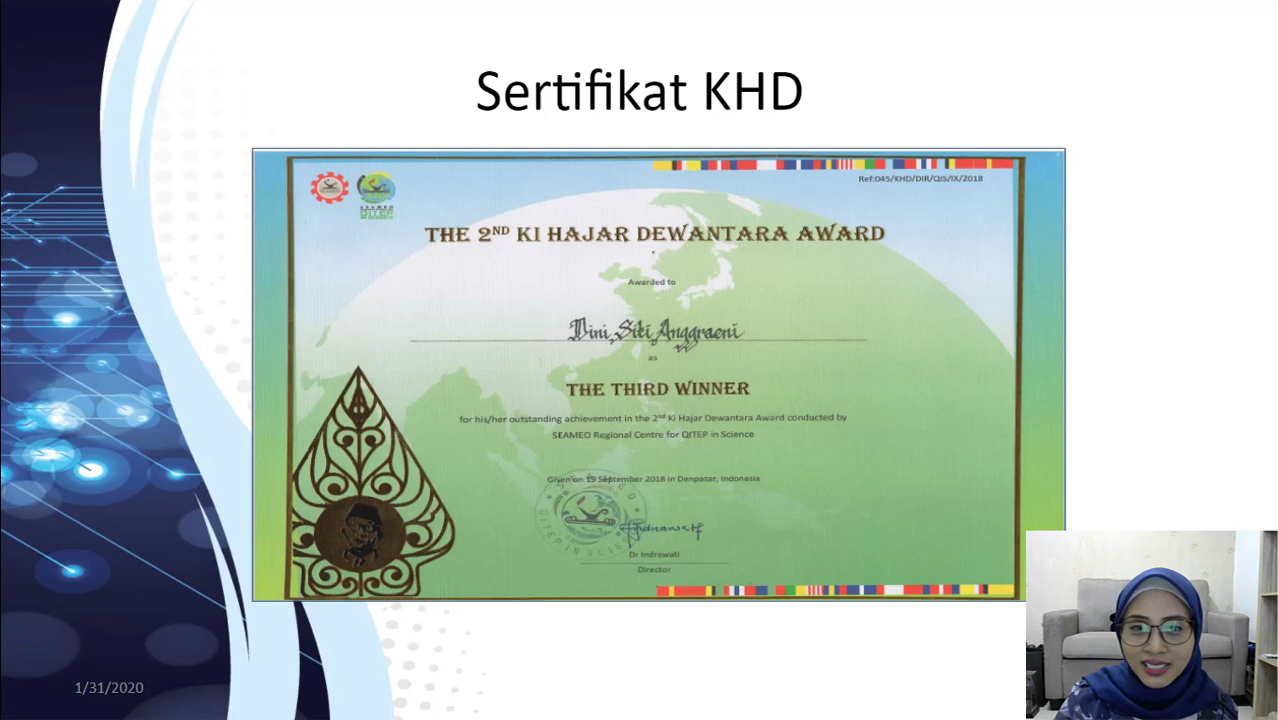 Sertifikat KHD
Ref:045/KHD/DIR/QIS/IX/2018
SEAMEO
QITEP
THE 2ND KI HAJAR DEWANTARA AWARD
Awarded to
Dini Siti Anggraeni
as
THE THIRD WINNER
for his/her outstanding achievement in the 2nd Ki Hajar Dewantara Award conducted by
SEAMEO Regional Centre for QITEP in Science
Given on 19 September 2018 in Denpasar, Indonesia
Dr Indrawati
Director
1/31/2020